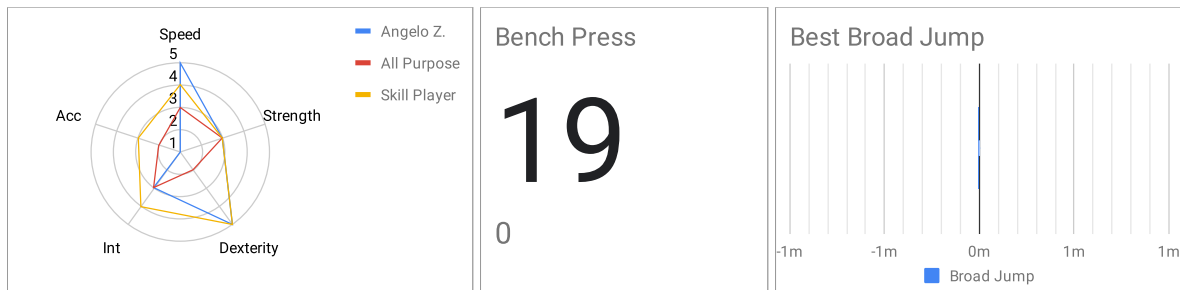 Speed
5
4
3
2
1
Acc
Strength
Int
Dexterity
Angelo Z.
All Purpose
Skill Player
Bench Press
19
0
Best Broad Jump
-1m -1m 0m 1m 1m
Broad Jump